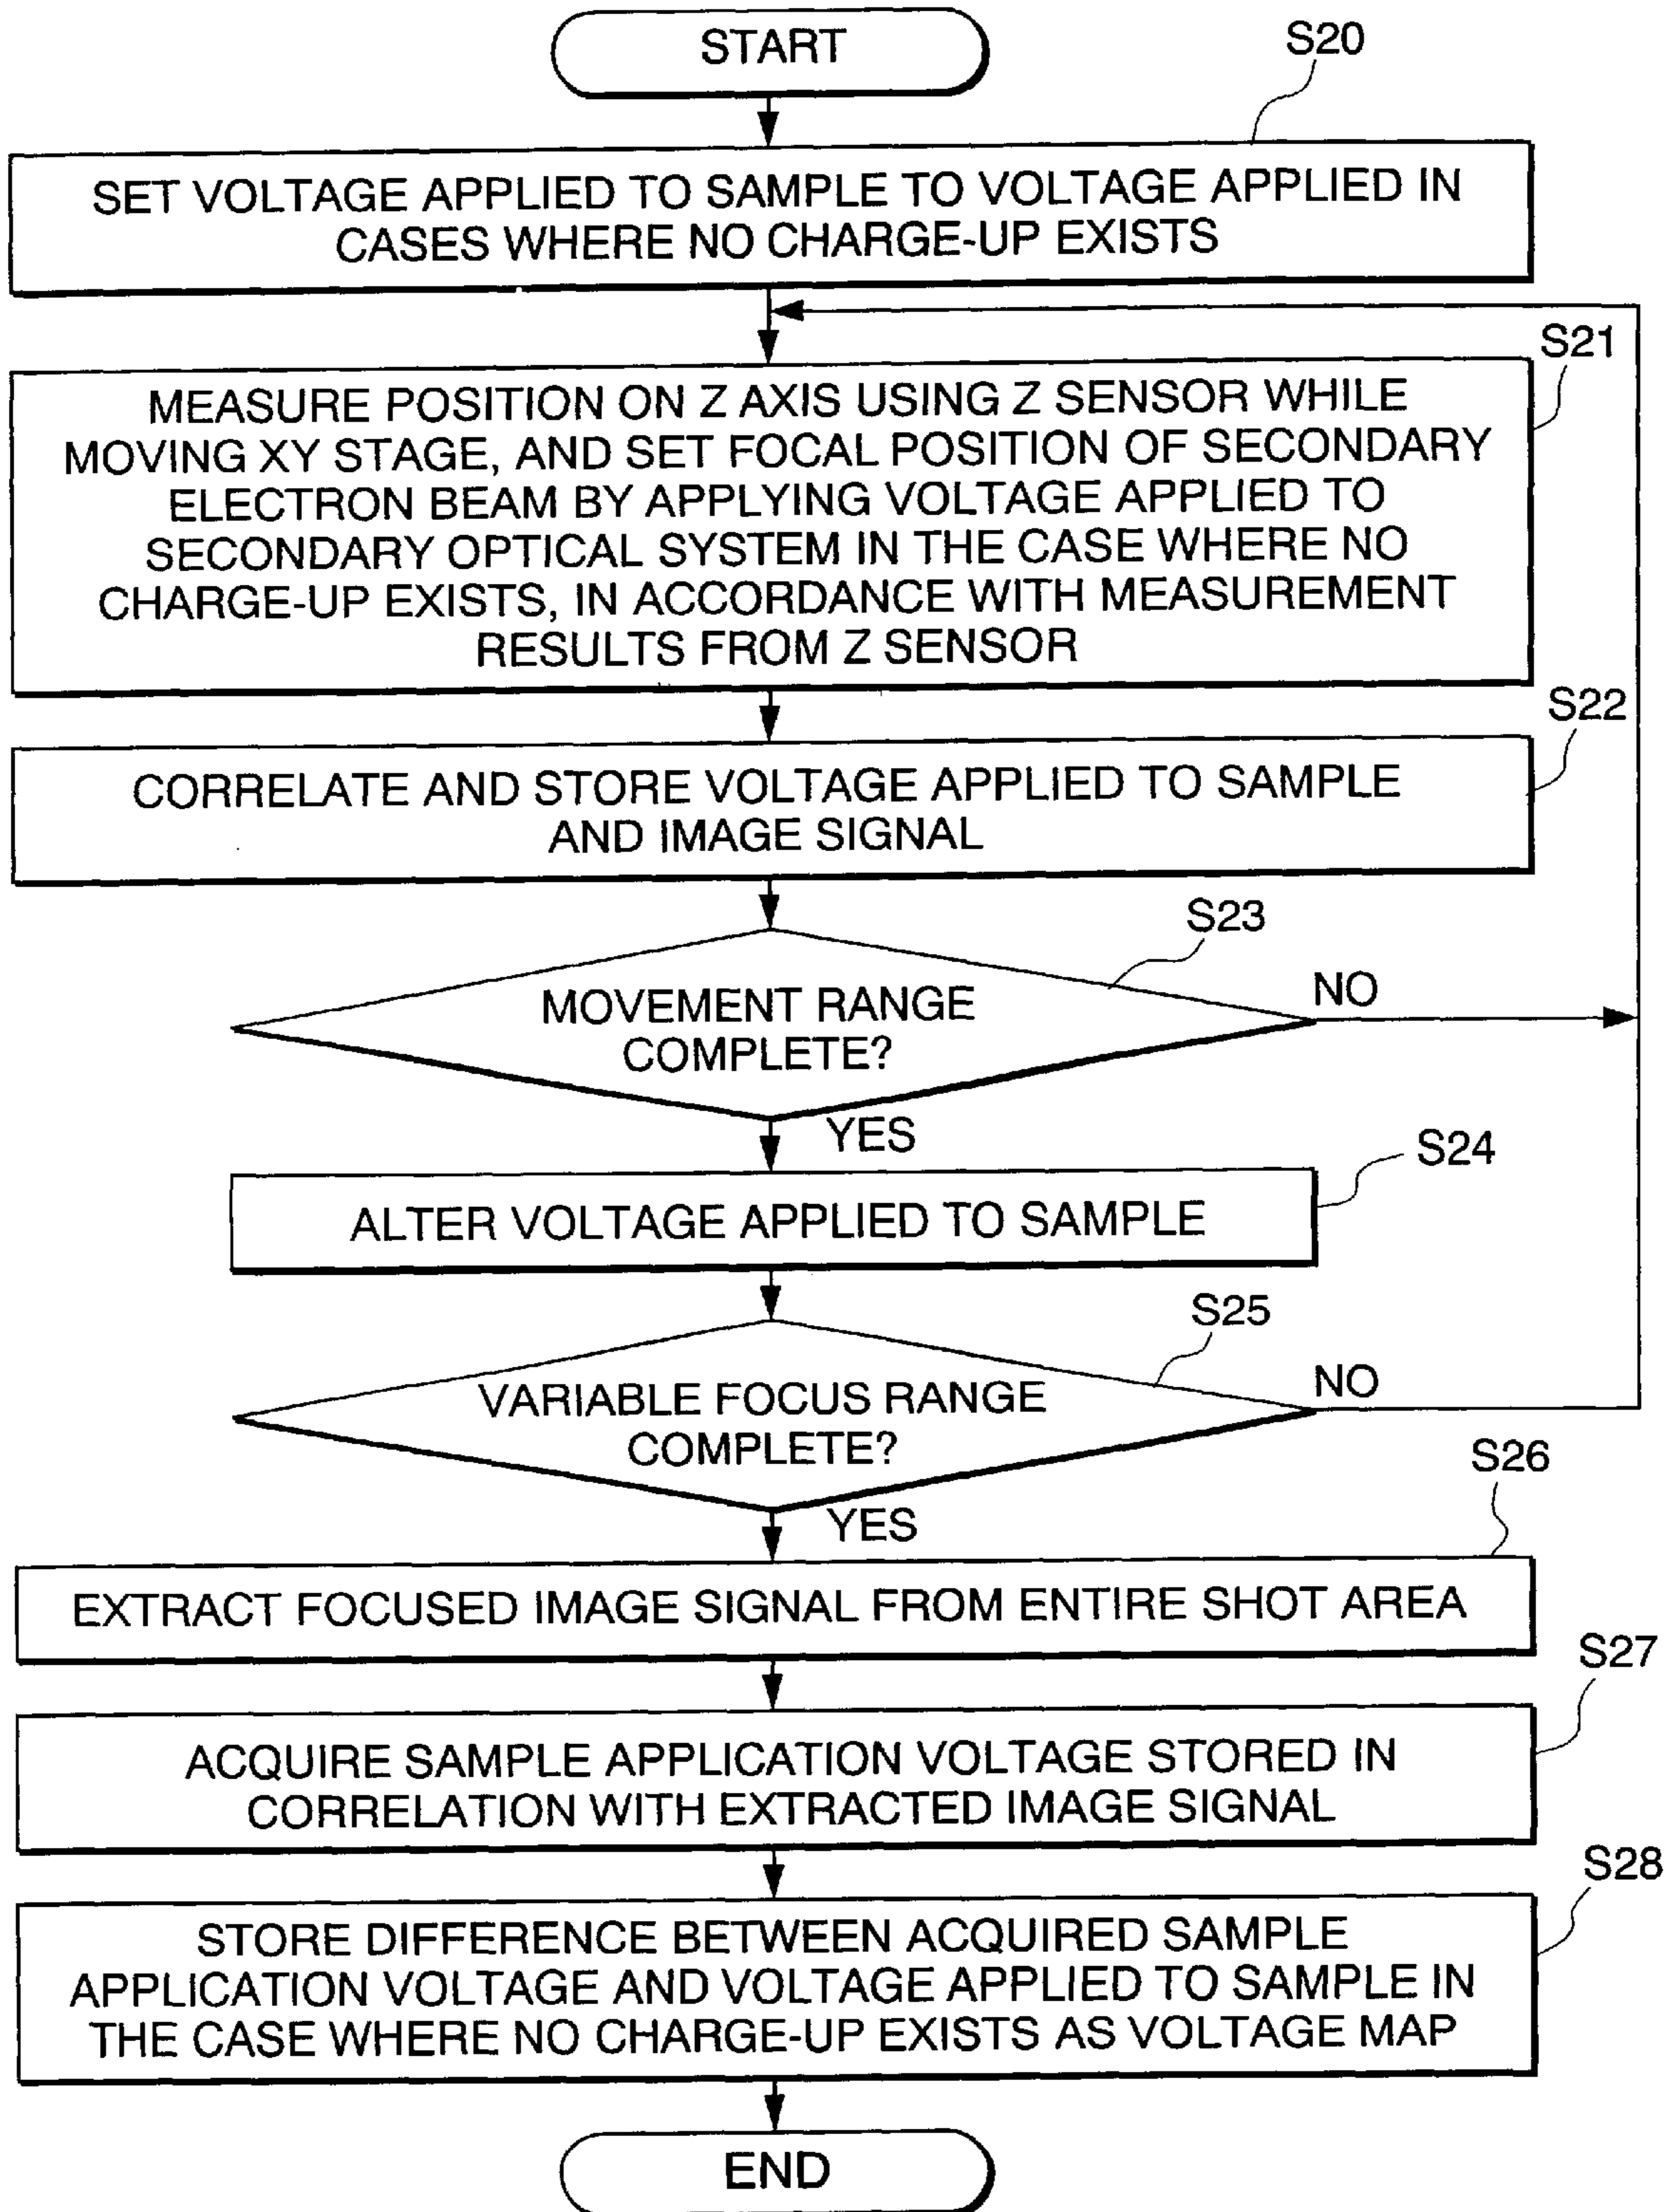 START
S20
SET VOLTAGE APPLIED TO SAMPLE TO VOLTAGE APPLIED IN
CASES WHERE NO CHARGE-UP EXISTS
S21
MEASURE POSITION ON Z AXIS USING Z SENSOR WHILE
MOVING XY STAGE, AND SET FOCAL POSITION OF SECONDARY
ELECTRON BEAM BY APPLYING VOLTAGE APPLIED TO
SECONDARY OPTICAL SYSTEM IN THE CASE WHERE NO
CHARGE-UP EXISTS, IN ACCORDANCE WITH MEASUREMENT
RESULTS FROM Z SENSOR
S22
CORRELATE AND STORE VOLTAGE APPLIED TO SAMPLE
AND IMAGE SIGNAL
S23
MOVEMENT RANGE
COMPLETE?
NO
YES
S24
ALTER VOLTAGE APPLIED TO SAMPLE
S25
VARIABLE FOCUS RANGE
COMPLETE?
NO
YES
S26
EXTRACT FOCUSED IMAGE SIGNAL FROM ENTIRE SHOT AREA
S27
ACQUIRE SAMPLE APPLICATION VOLTAGE STORED IN
CORRELATION WITH EXTRACTED IMAGE SIGNAL
S28
STORE DIFFERENCE BETWEEN ACQUIRED SAMPLE
APPLICATION VOLTAGE AND VOLTAGE APPLIED TO SAMPLE IN
THE CASE WHERE NO CHARGE-UP EXISTS AS VOLTAGE MAP
END